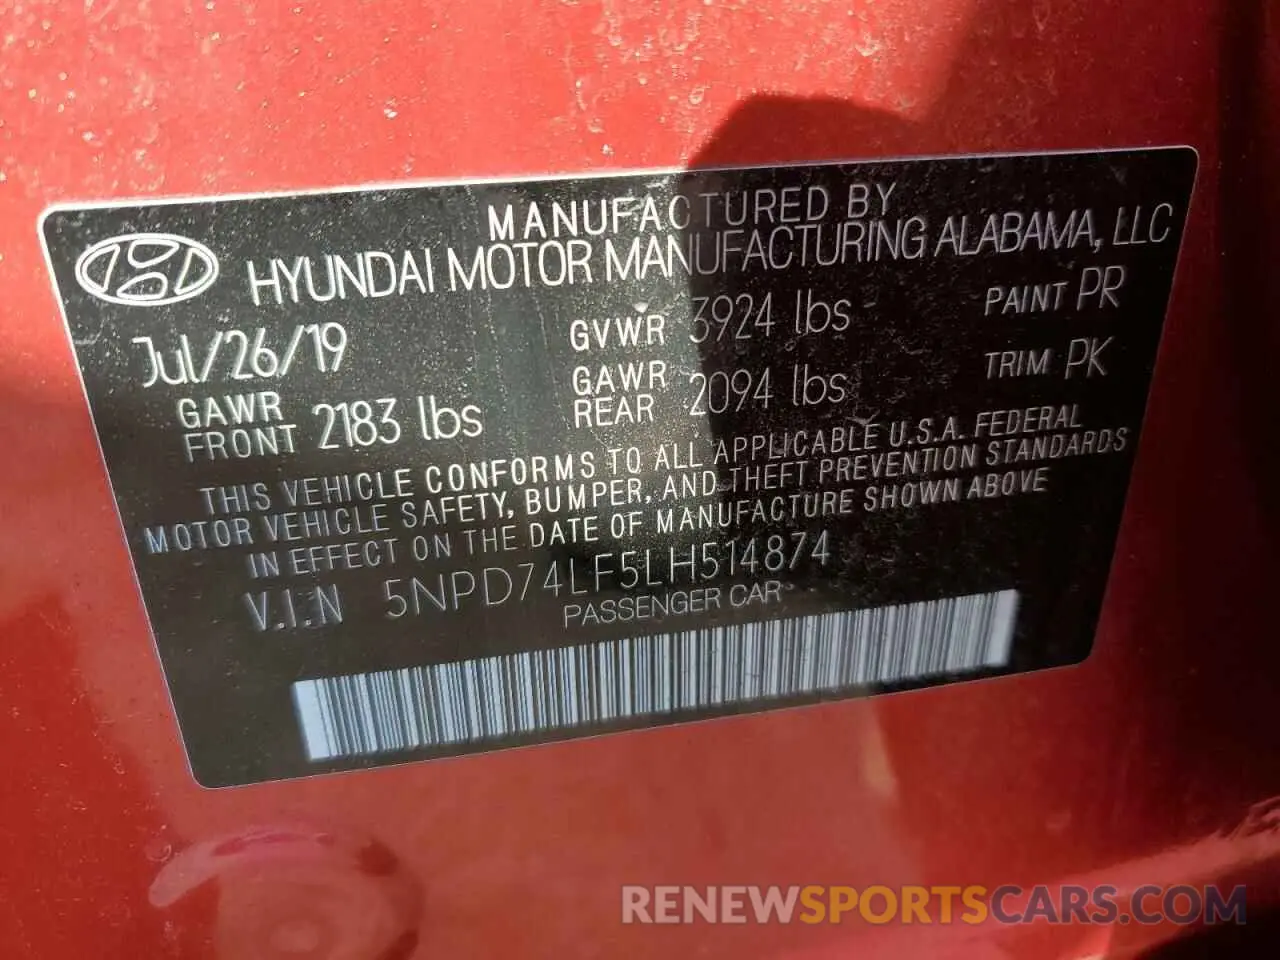 MANUFACTURED BY
HYUNDAI MOTOR MANUFACTURING ALABAMA, LLC
Jul/26/19 GVWR 3924 lbs PAINT PR
GAWR FRONT 2183 lbs GAWR REAR 2094 lbs TRIM PK
THIS VEHICLE CONFORMS TO ALL APPLICABLE U.S.A. FEDERAL
MOTOR VEHICLE SAFETY, BUMPER, AND THEFT PREVENTION STANDARDS
IN EFFECT ON THE DATE OF MANUFACTURE SHOWN ABOVE
V.I.N 5NPD74LF5LH514874
PASSENGER CAR
RENEWSPORTSCARS.COM